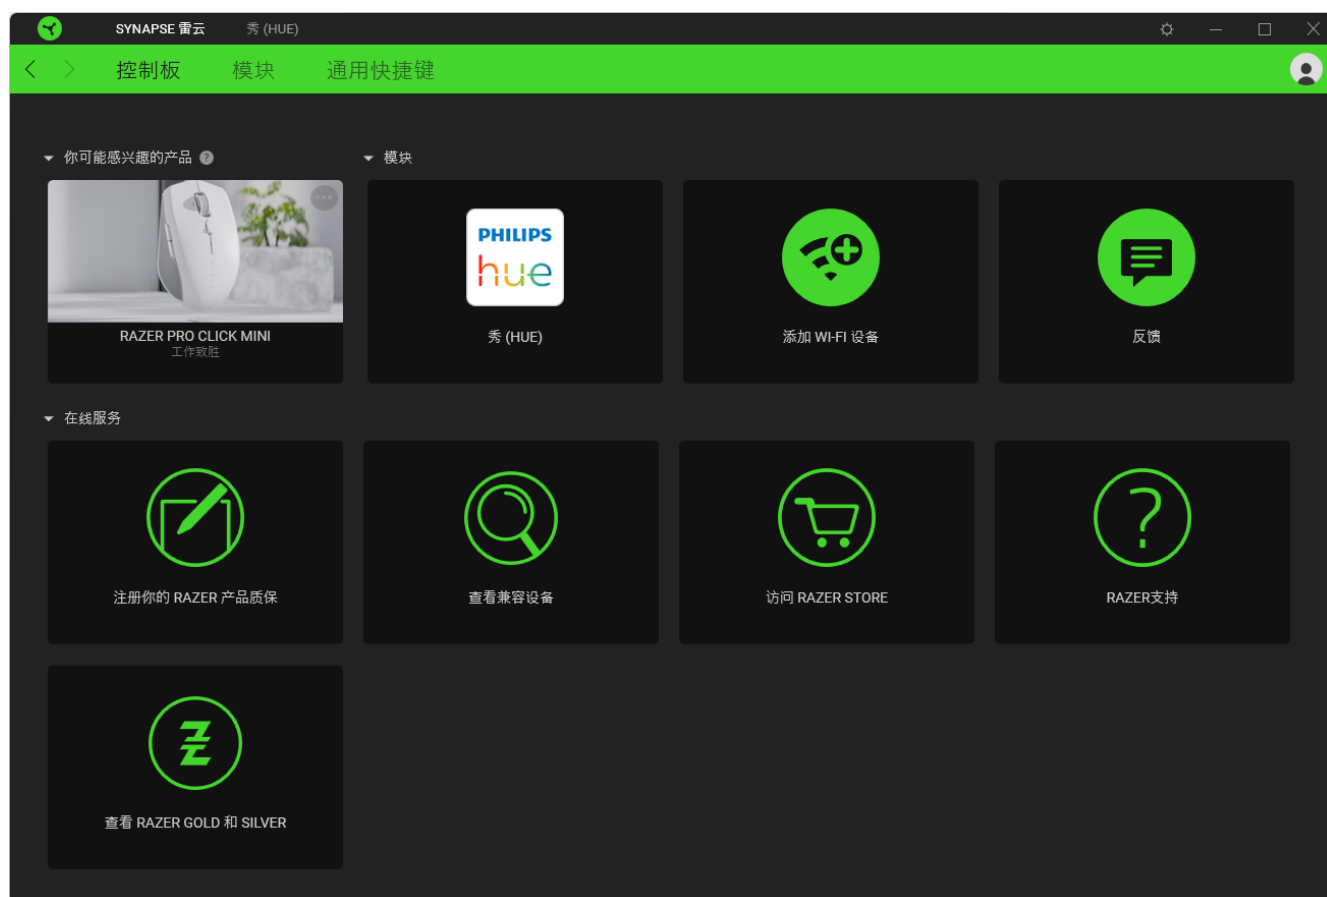 SYNAPSE 雷云
秀 (HUE)
控制板
模块
通用快捷键
你可能感兴趣的产品 ?
模块
RAZER PRO CLICK MINI
工作致胜
PHILIPS
hue
秀 (HUE)
添加 WI-FI 设备
反馈
在线服务
注册你的 RAZER 产品质保
查看兼容设备
访问 RAZER STORE
RAZER支持
查看 RAZER GOLD 和 SILVER